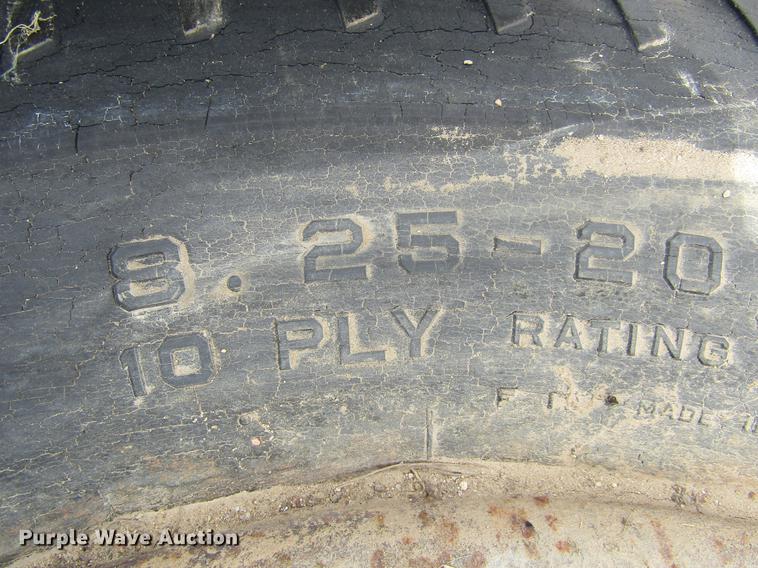 8.25-20
10 PLY RATING
MADE
Purple Wave Auction